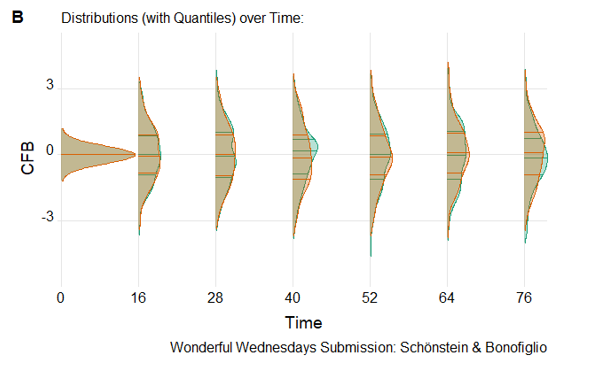 B
Distributions (with Quantiles) over Time:
CFB
3
0
-3
0 16 28 40 52 64 76
Time
Wonderful Wednesdays Submission: Schönstein & Bonofiglio